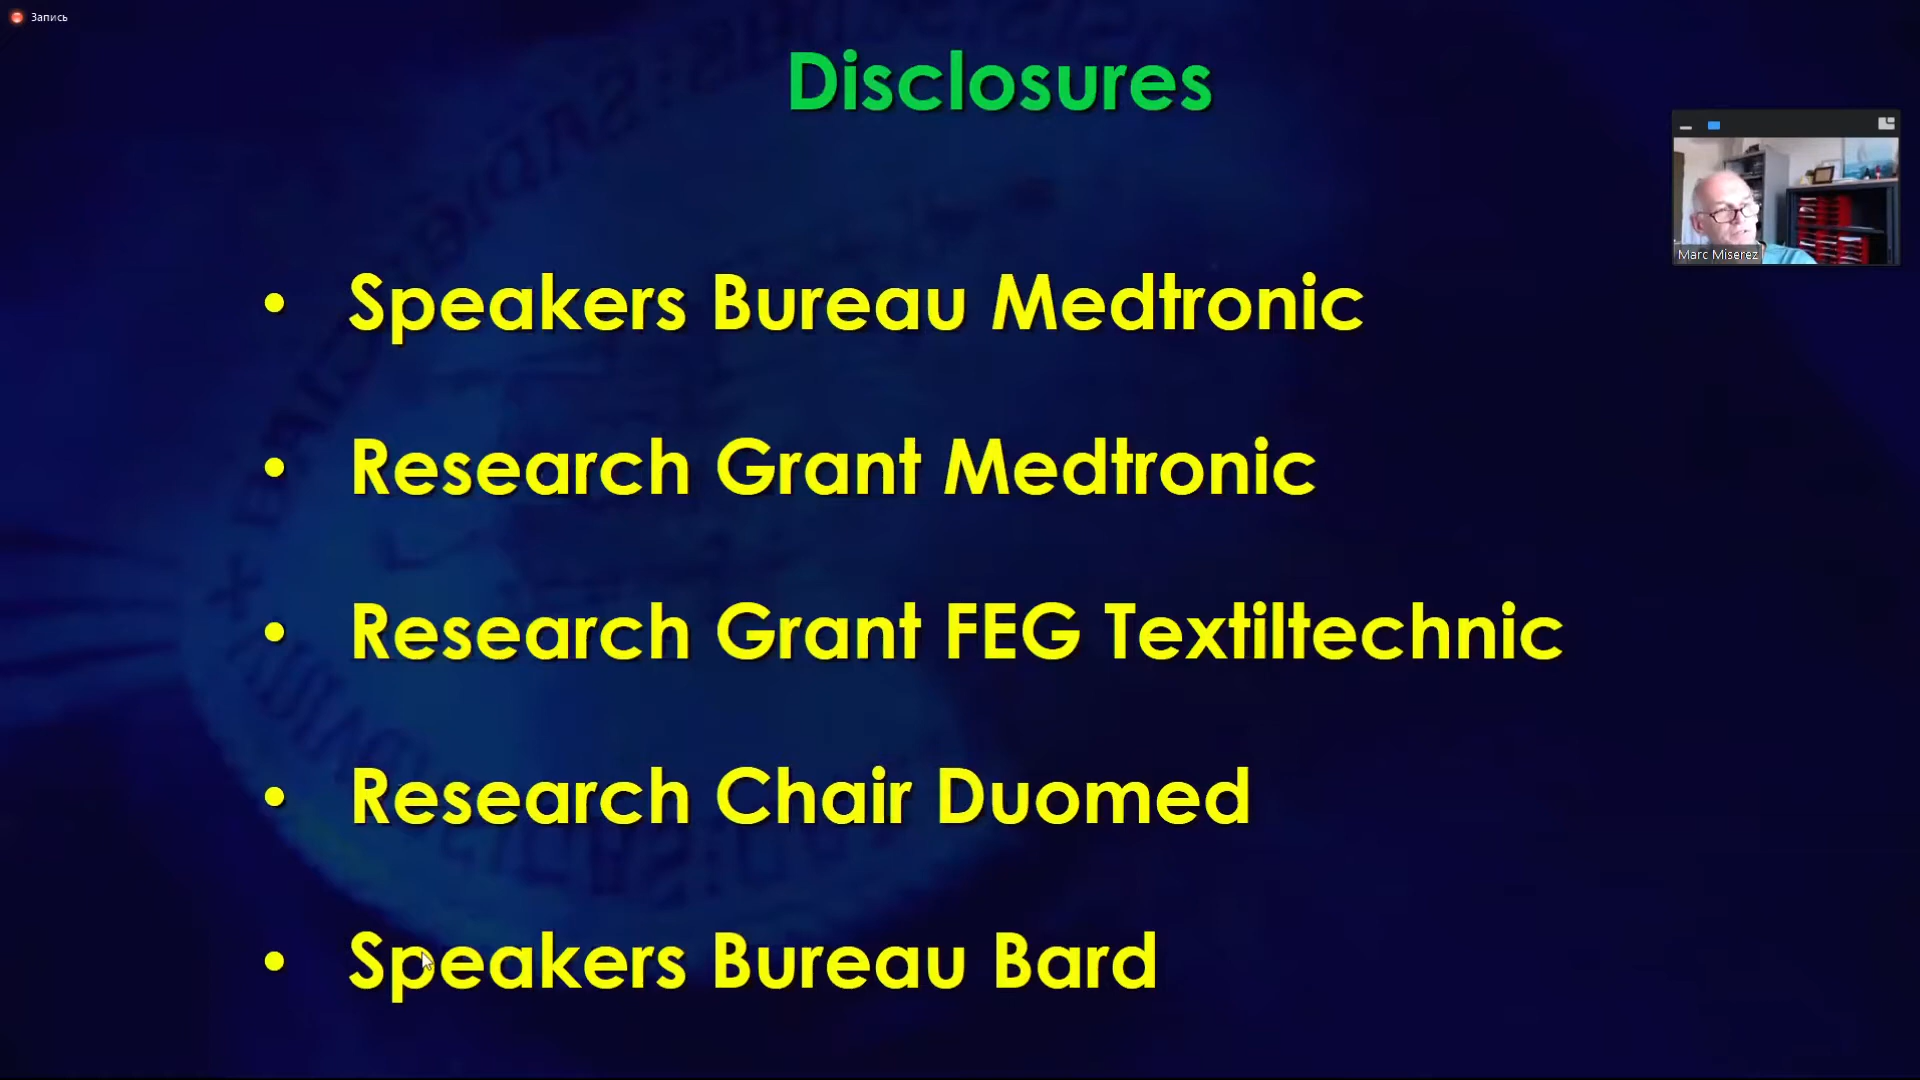 Запись
Disclosures
Marc Miserez
• Speakers Bureau Medtronic
• Research Grant Medtronic
• Research Grant FEG Textiltechnic
• Research Chair Duomed
• Speakers Bureau Bard